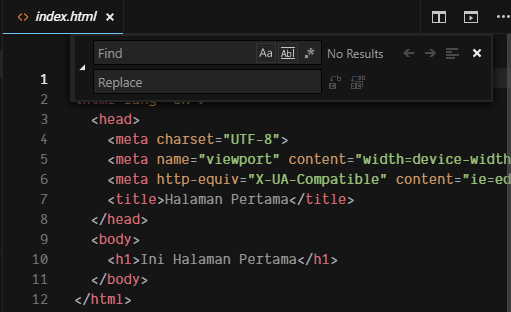 <> index.html ×
Find Aa Abl .* No Results
Replace
1
2
3 <head>
4 <meta charset="UTF-8">
5 <meta name="viewport" content="width=device-width
6 <meta http-equiv="X-UA-Compatible" content="ie=ed
7 <title>Halaman Pertama</title>
8 </head>
9 <body>
10 <h1>Ini Halaman Pertama</h1>
11 </body>
12 </html>